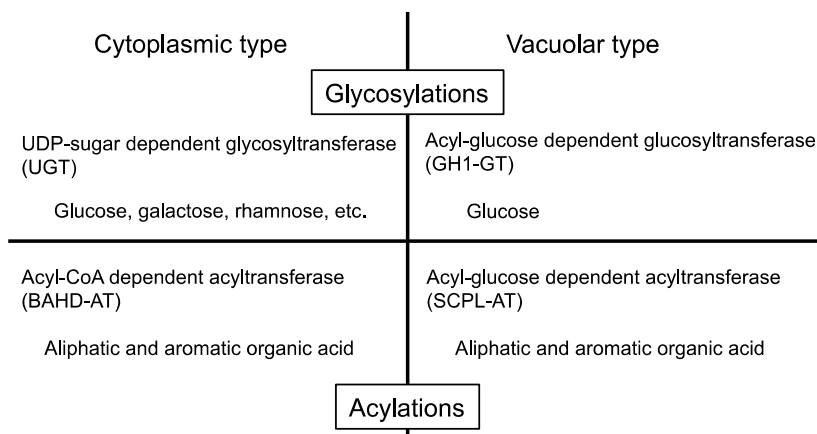 Cytoplasmic type
Vacuolar type
Glycosylations
UDP-sugar dependent glycosyltransferase
(UGT)
Glucose, galactose, rhamnose, etc.
Acyl-glucose dependent glucosyltransferase
(GH1-GT)
Glucose
Acyl-CoA dependent acyltransferase
(BAHD-AT)
Aliphatic and aromatic organic acid
Acyl-glucose dependent acyltransferase
(SCPL-AT)
Aliphatic and aromatic organic acid
Acylations